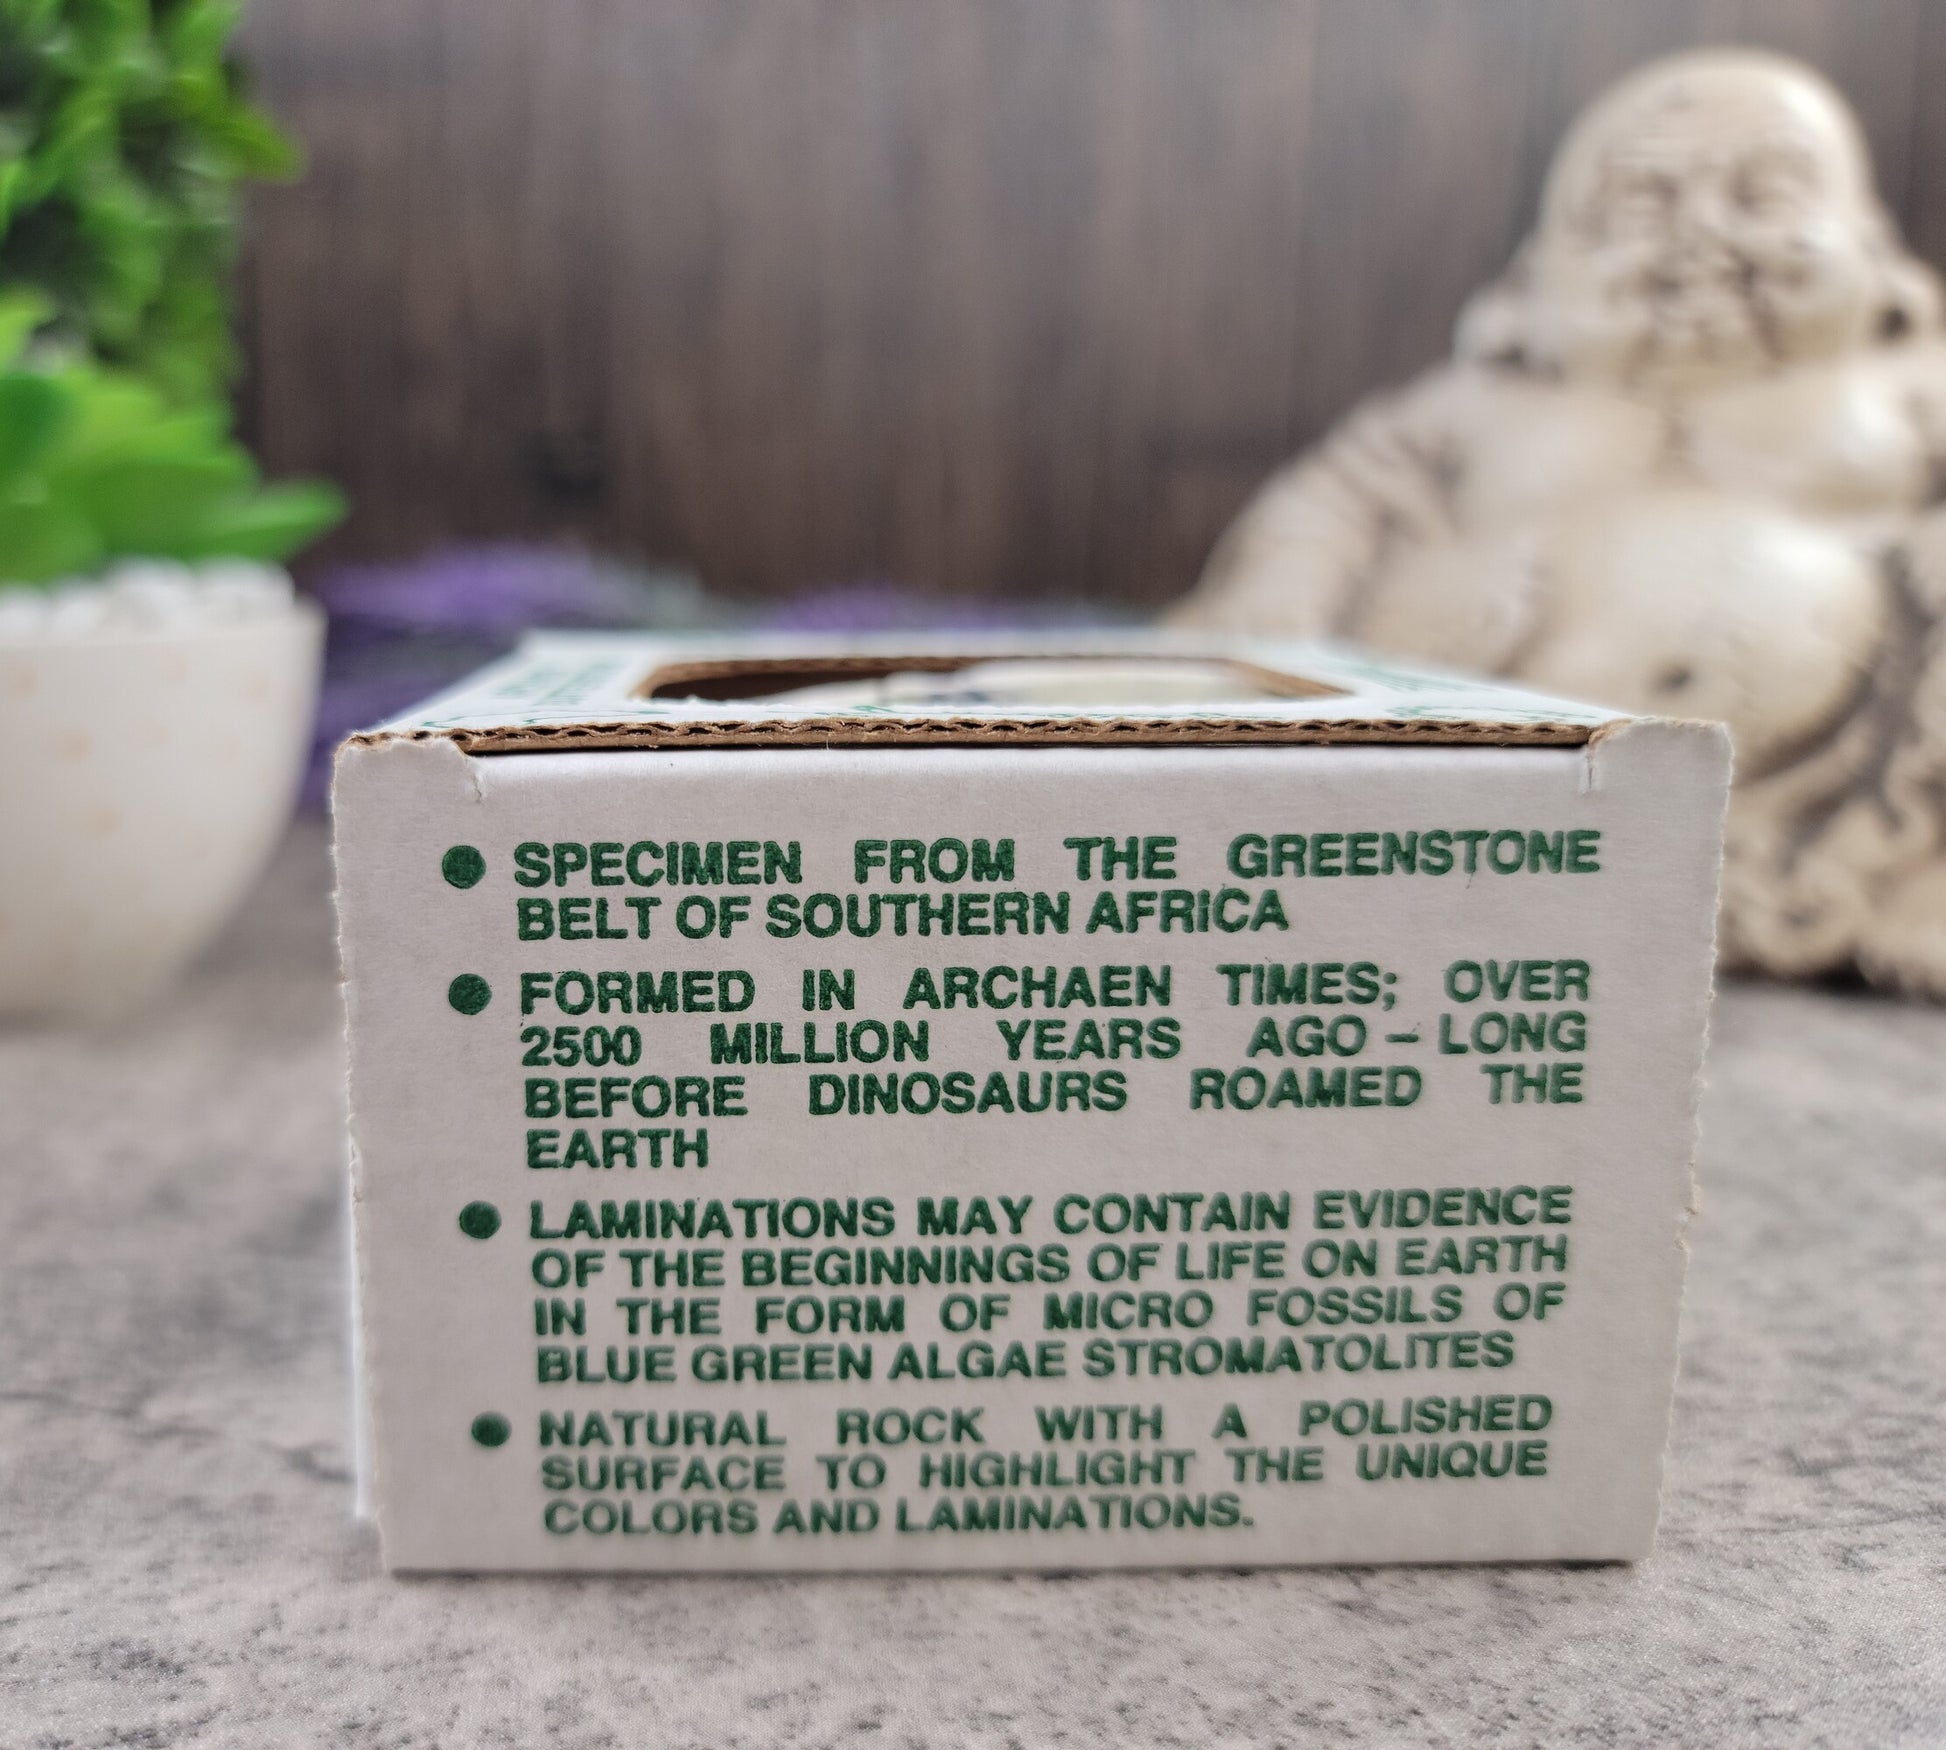 ● SPECIMEN FROM THE GREENSTONE
BELT OF SOUTHERN AFRICA
● FORMED IN ARCHAEN TIMES; OVER
2500 MILLION YEARS AGO – LONG
BEFORE DINOSAURS ROAMED THE
EARTH
● LAMINATIONS MAY CONTAIN EVIDENCE
OF THE BEGINNINGS OF LIFE ON EARTH
IN THE FORM OF MICRO FOSSILS OF
BLUE GREEN ALGAE STROMATOLITES
● NATURAL ROCK WITH A POLISHED
SURFACE TO HIGHLIGHT THE UNIQUE
COLORS AND LAMINATIONS.